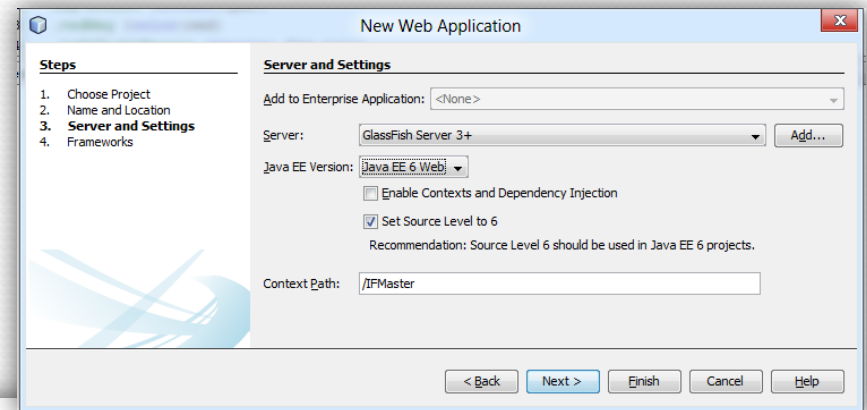 New Web Application
Steps
1. Choose Project
2. Name and Location
3. Server and Settings
4. Frameworks
Server and Settings
Add to Enterprise Application: <None>
Server: GlassFish Server 3+ Add...
Java EE Version: Java EE 6 Web
Enable Contexts and Dependency Injection
Set Source Level to 6
Recommendation: Source Level 6 should be used in Java EE 6 projects.
Context Path: /IFMaster
< Back Next > Finish Cancel Help